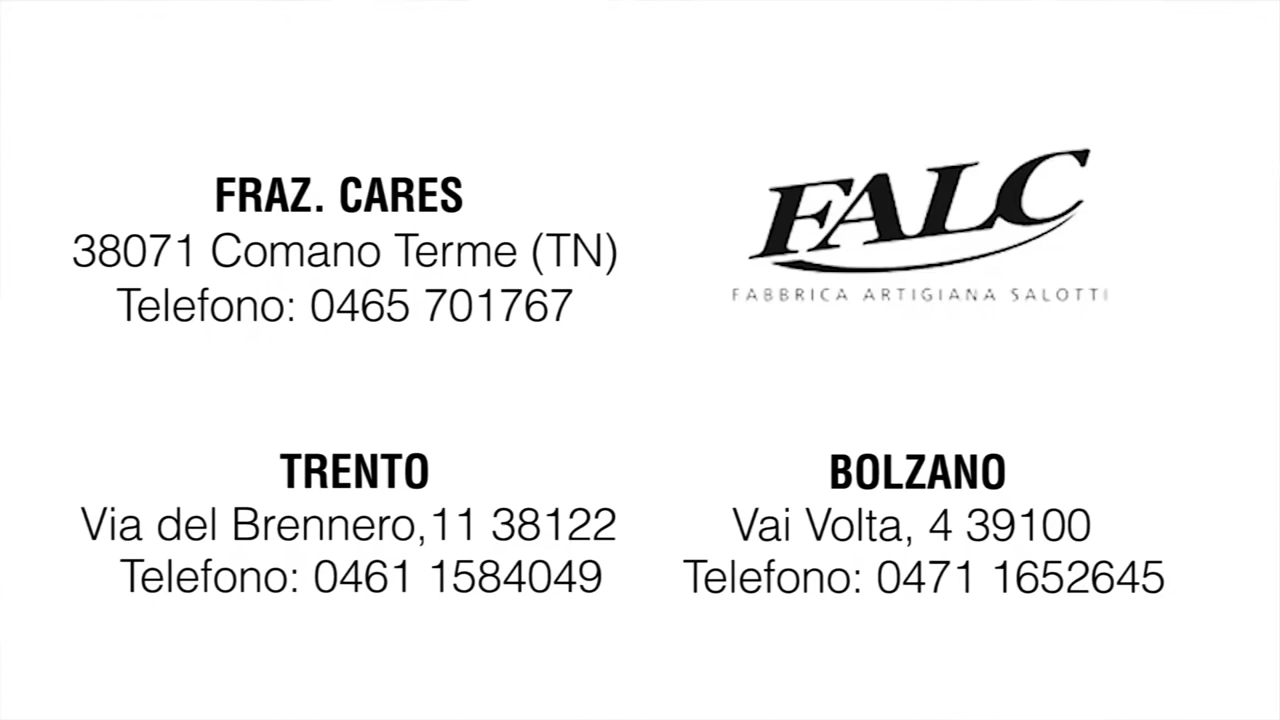 FRAZ. CARES
38071 Comano Terme (TN)
Telefono: 0465 701767
FALC
FABBRICA ARTIGIANA SALOTTI
TRENTO
Via del Brennero,11 38122
Telefono: 0461 1584049
BOLZANO
Vai Volta, 4 39100
Telefono: 0471 1652645